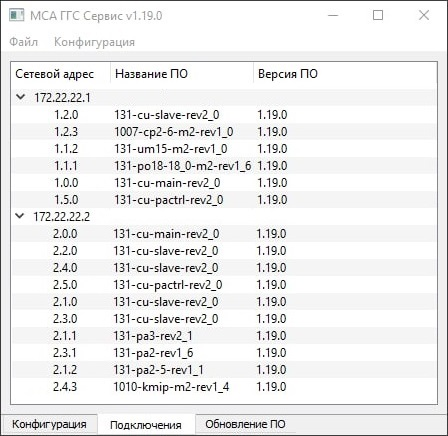 МСА ГГС Сервис v1.19.0
Файл Конфигурация
Сетевой адрес Название ПО Версия ПО
172.22.22.1
1.2.0 131-cu-slave-rev2_0 1.19.0
1.2.3 1007-cp2-6-m2-rev1_0 1.19.0
1.1.2 131-um15-m2-rev1_0 1.19.0
1.1.1 131-po18-18_0-m2-rev1_6 1.19.0
1.0.0 131-cu-main-rev2_0 1.19.0
1.5.0 131-cu-pactrl-rev2_0 1.19.0
172.22.22.2
2.0.0 131-cu-main-rev2_0 1.19.0
2.2.0 131-cu-slave-rev2_0 1.19.0
2.4.0 131-cu-slave-rev2_0 1.19.0
2.5.0 131-cu-pactrl-rev2_0 1.19.0
2.1.0 131-cu-slave-rev2_0 1.19.0
2.3.0 131-cu-slave-rev2_0 1.19.0
2.1.1 131-pa3-rev2_1 1.19.0
2.3.1 131-pa2-rev1_6 1.19.0
2.1.2 131-pa2-5-rev1_1 1.19.0
2.4.3 1010-kmip-m2-rev1_4 1.19.0
Конфигурация Подключения Обновление ПО